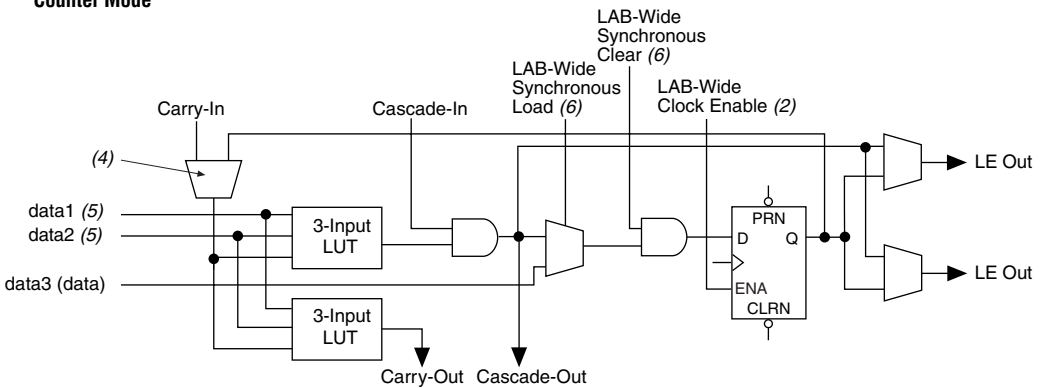 Counter Mode
LAB-Wide
Synchronous
Clear (6)
LAB-Wide
Synchronous
Load (6)
LAB-Wide
Clock Enable (2)
Carry-In
Cascade-In
(4)
LE Out
data1 (5)
data2 (5)
3-Input
LUT
PRN
D
Q
data3 (data)
ENA
CLRN
LE Out
3-Input
LUT
Carry-Out
Cascade-Out